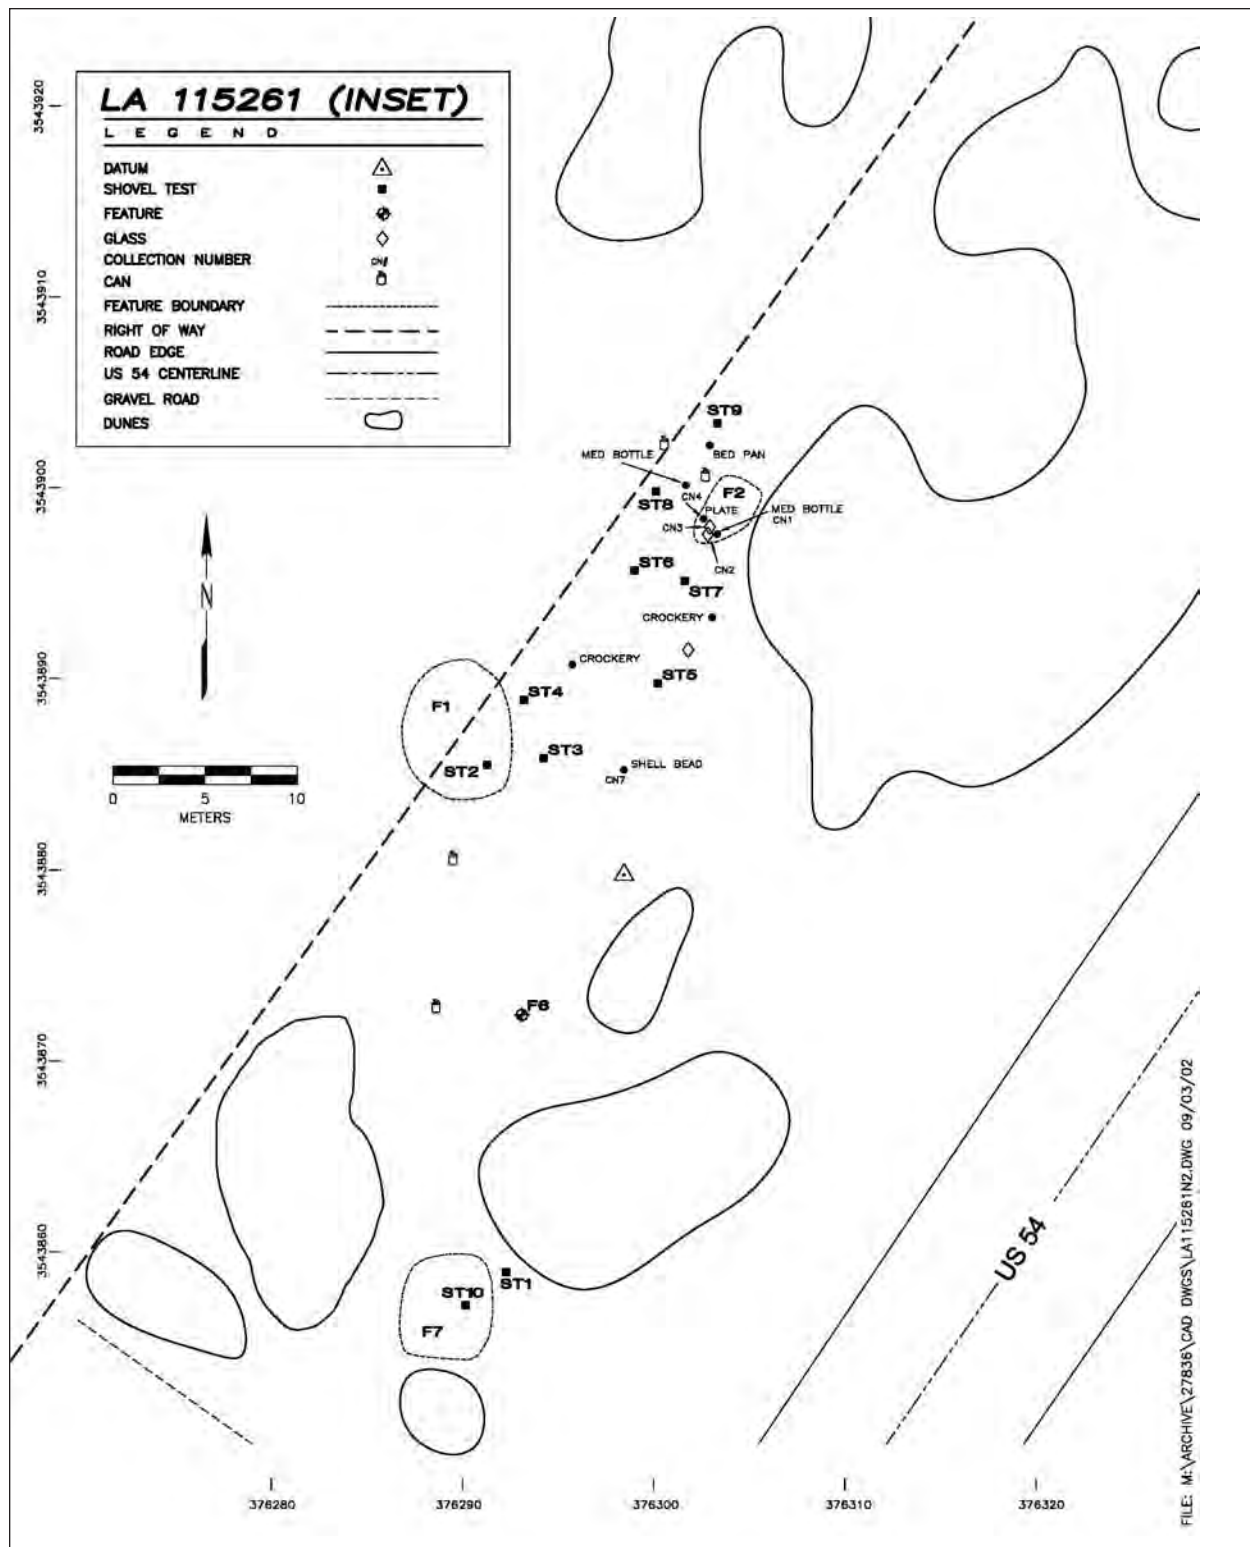 LA 115261 (INSET)
LEGEND
DATUM
SHOVEL TEST
FEATURE
GLASS
COLLECTION NUMBER CN#
CAN
FEATURE BOUNDARY
RIGHT OF WAY
ROAD EDGE
US 54 CENTERLINE
GRAVEL ROAD
DUNES
3543920
3543910
3543900
3543890
3543880
3543870
3543860
N
0 5 10
METERS
ST9
MED BOTTLE
BED PAN
CN4
F2
ST8
PLATE
MED BOTTLE
CN1
CN3
CN2
ST6
ST7
CROCKERY
CROCKERY
ST5
ST4
F1
ST3
ST2
SHELL BEAD
CN7
F6
ST1
ST10
F7
US 54
376280
376290
376300
376310
376320
FILE: M:\ARCHIVE\27836\CAD DWGS\LA115261N2.DWG 09/03/02